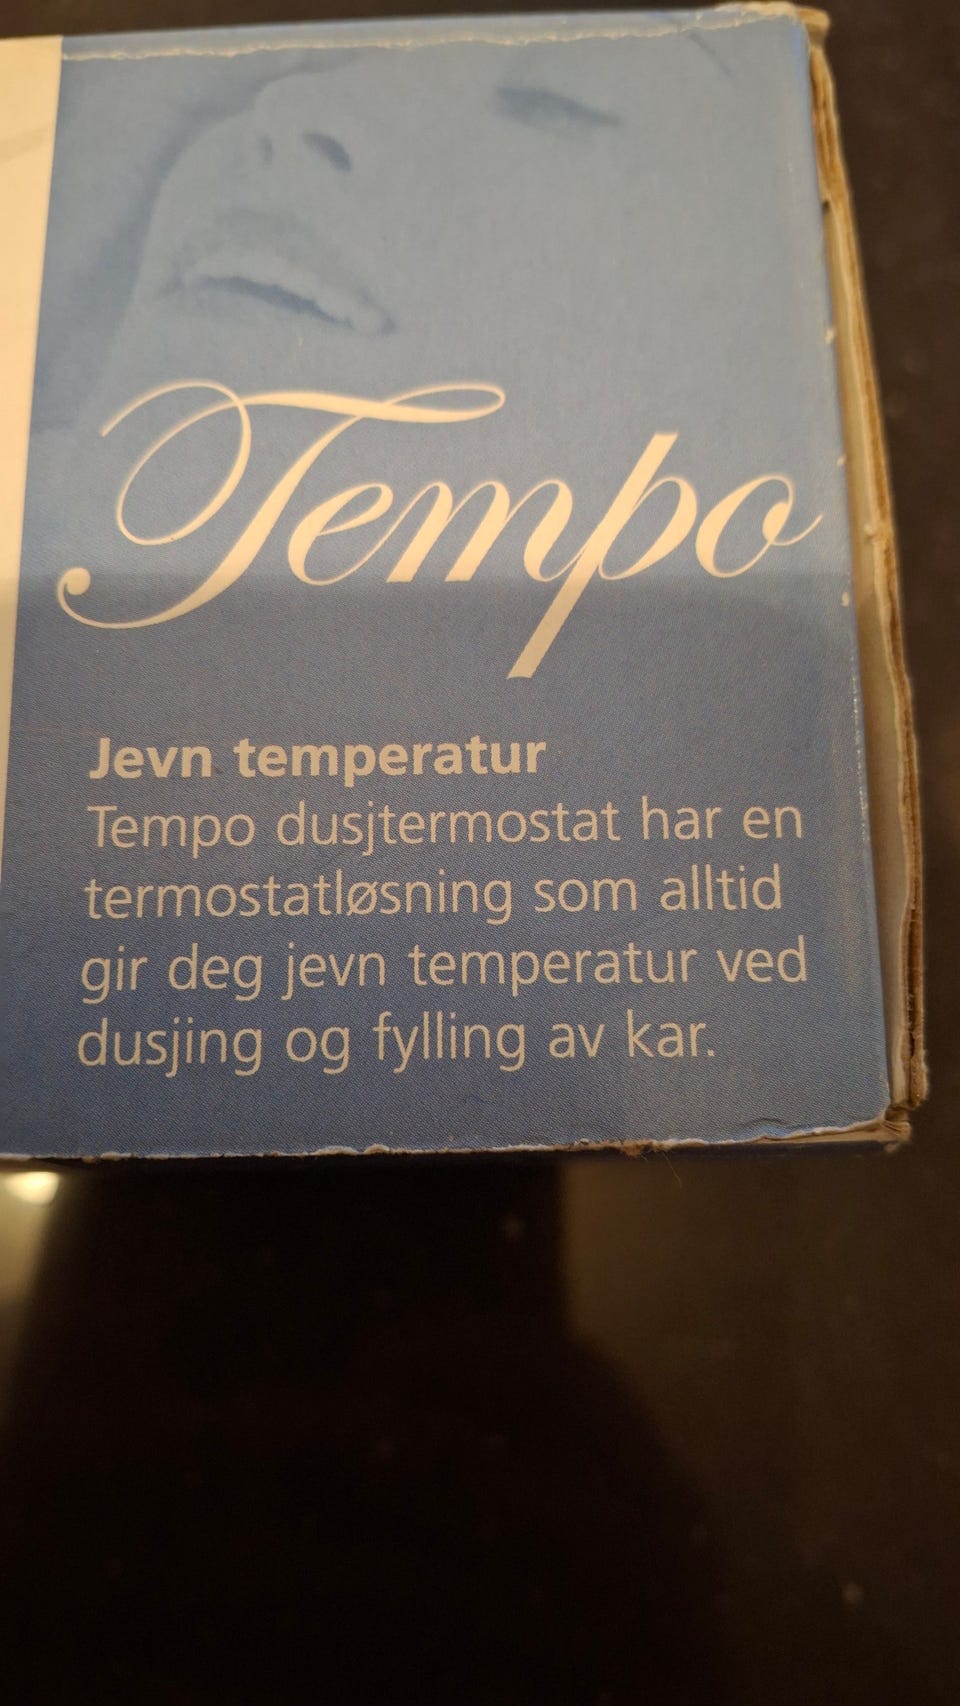 Tempo
Jevn temperatur
Tempo dusjtermostat har en
termostatløsning som alltid
gir deg jevn temperatur ved
dusjing og fylling av kar.